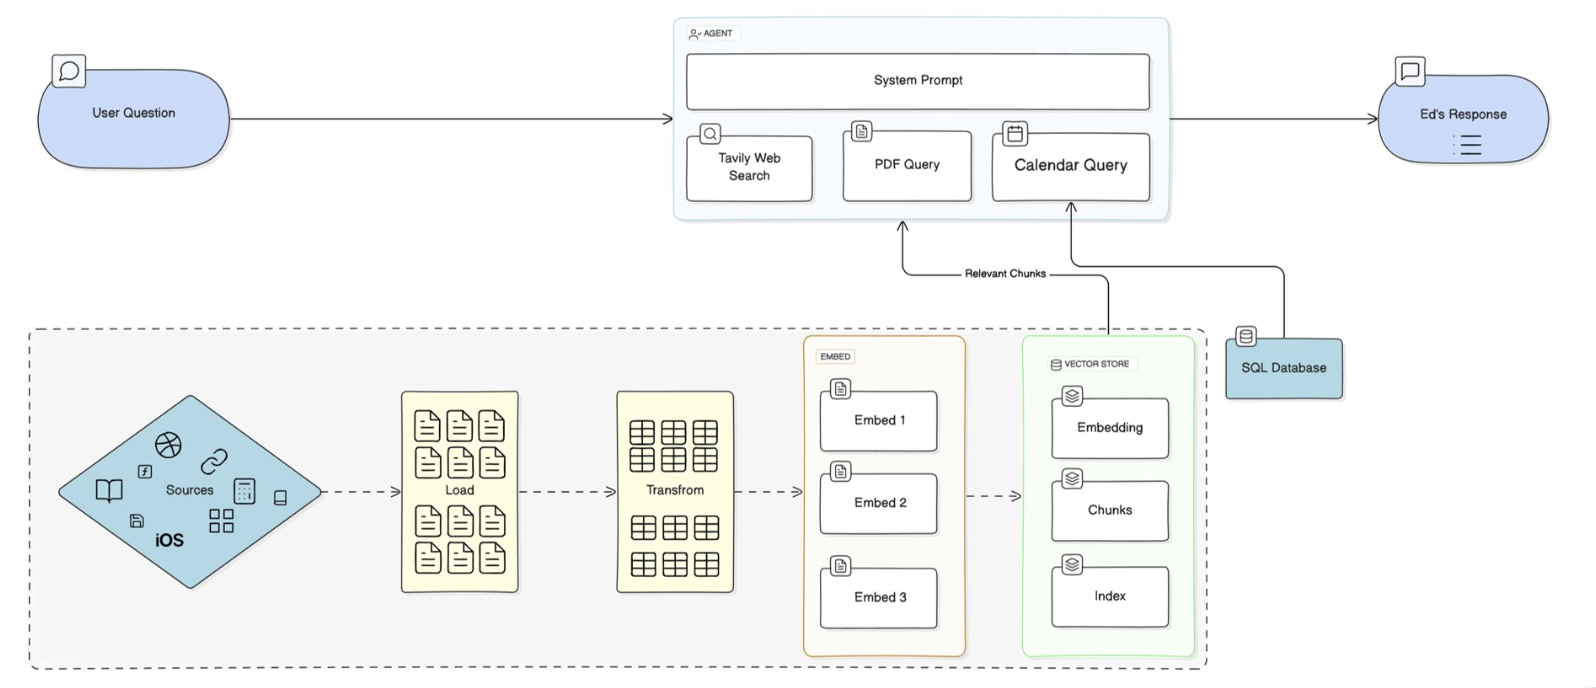 AGENT
System Prompt
User Question
Ed's Response
Tavily Web
Search
PDF Query
Calendar Query
Relevant Chunks
SQL Database
EMBED
VECTOR STORE
Embed 1
Embedding
Sources
Load
Transfrom
Embed 2
Chunks
iOS
Embed 3
Index